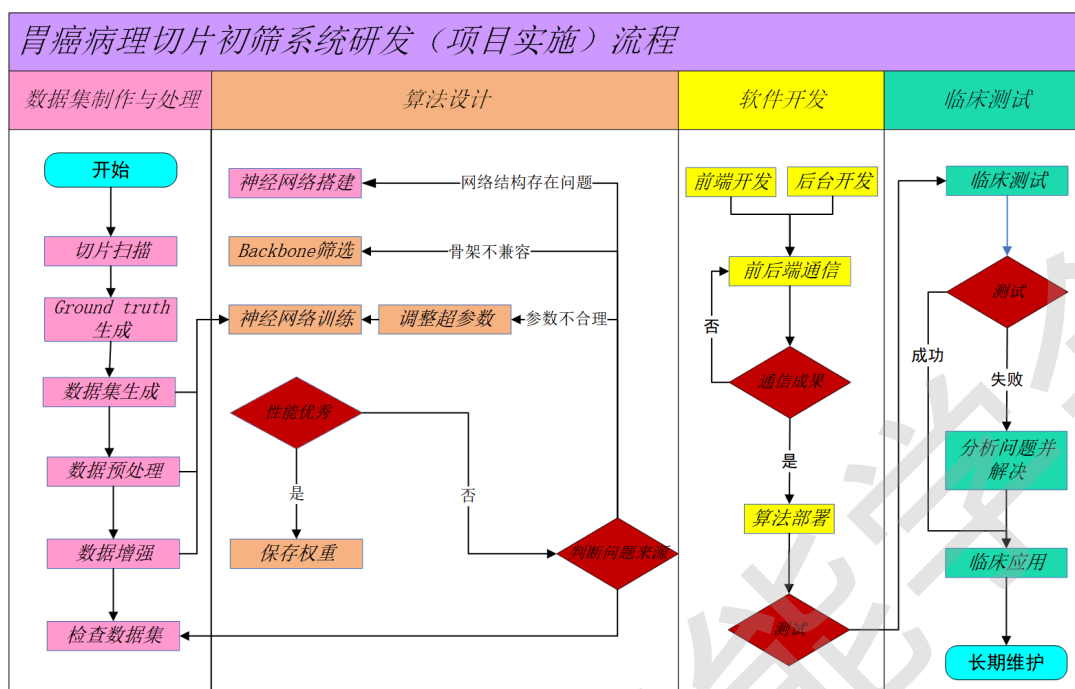 胃癌病理切片初筛系统研发（项目实施）流程
数据集制作与处理
算法设计
软件开发
临床测试
开始
切片扫描
Ground truth
生成
数据集生成
数据预处理
数据增强
检查数据集
神经网络搭建
网络结构存在问题
Backbone筛选
骨架不兼容
神经网络训练
调整超参数
参数不合理
性能优秀
是
否
保存权重
判断问题来源
前端开发
后台开发
前后端通信
否
通信成果
是
算法部署
测试
临床测试
测试
成功
失败
分析问题并
解决
临床应用
长期维护
能学会